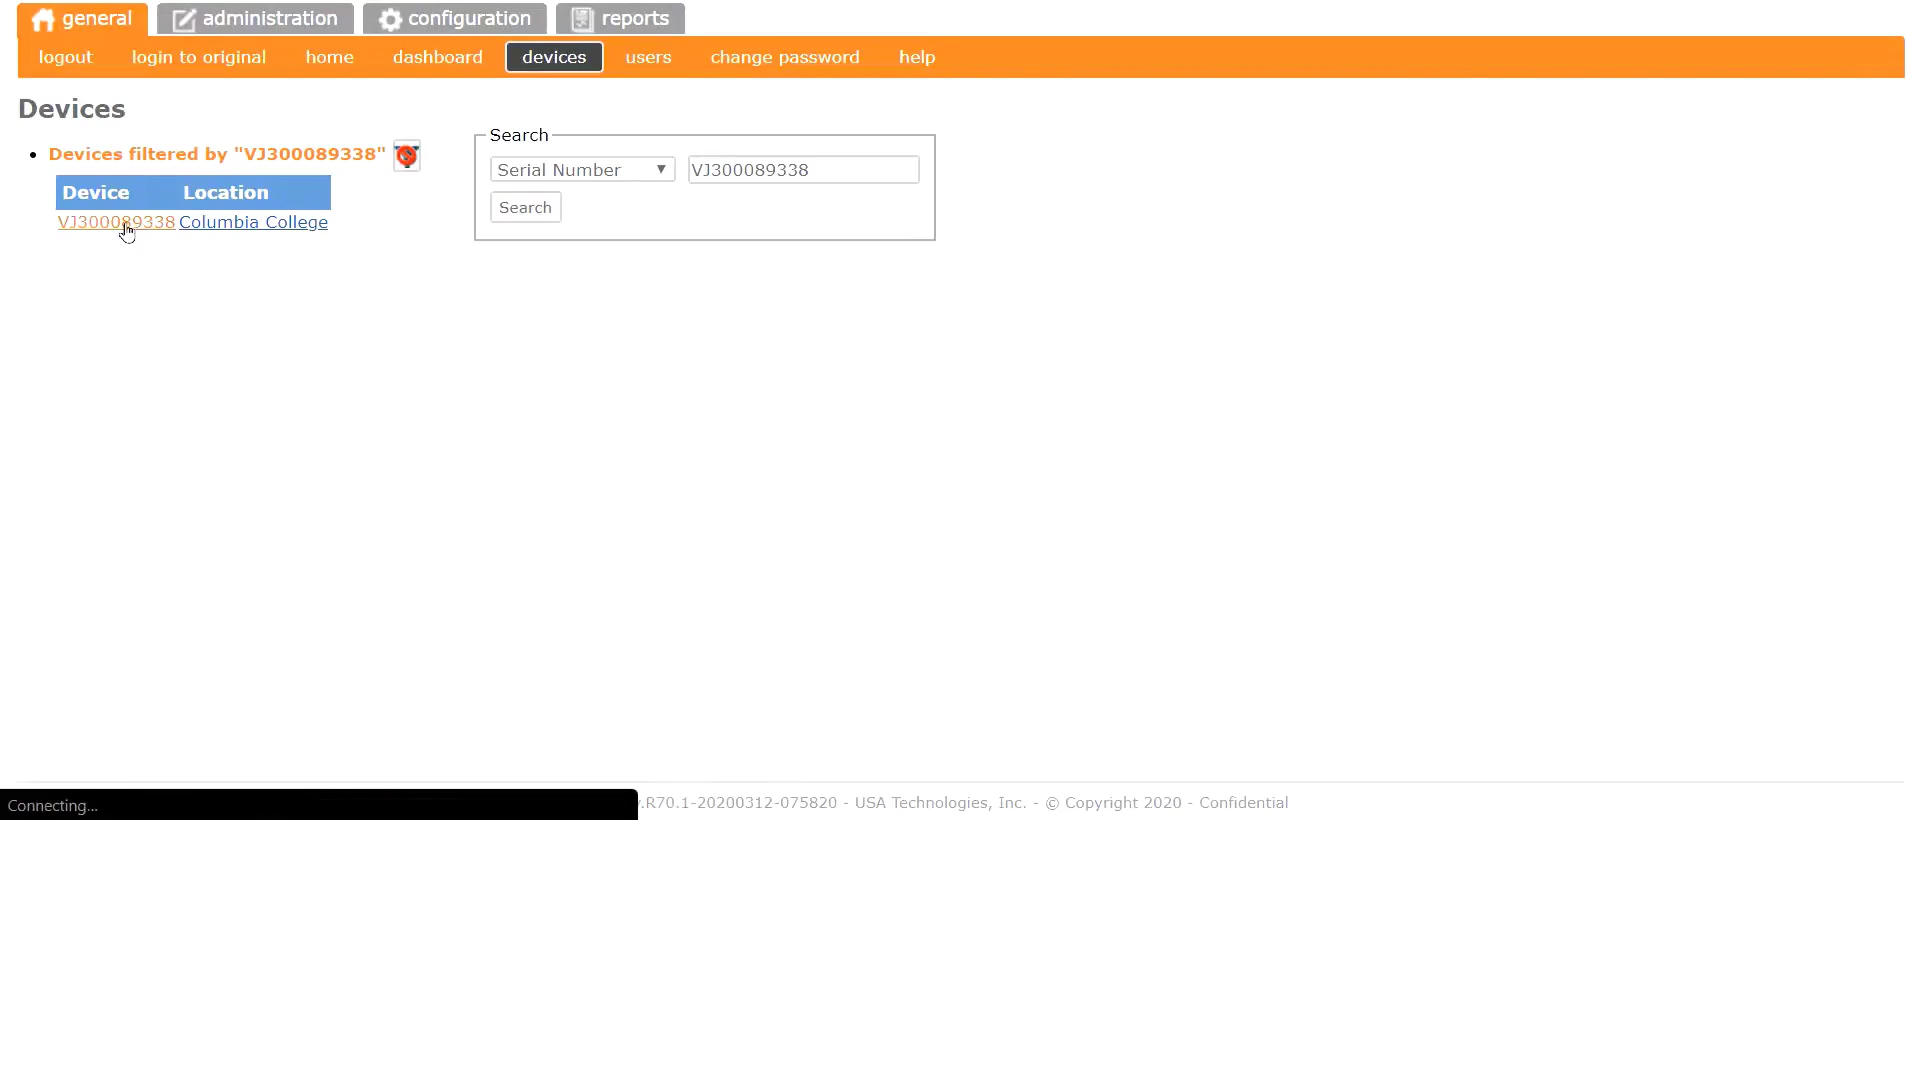 general administration configuration reports
logout login to original home dashboard devices users change password help
Devices
Devices filtered by "VJ300089338"
Device Location
VJ300089338 Columbia College
Search
Serial Number VJ300089338
Search
Connecting...
.R70.1-20200312-075820 - USA Technologies, Inc. - © Copyright 2020 - Confidential